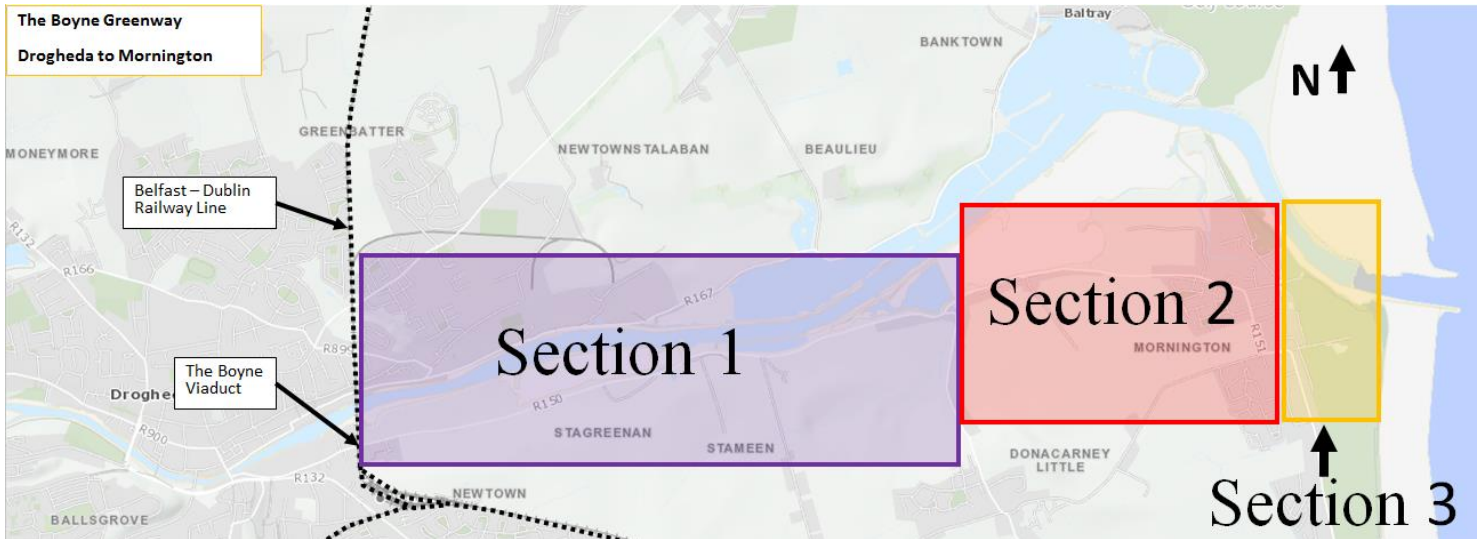 The Boyne Greenway
Drogheda to Mornington
Baltray
BANKTOWN
N
GREENBATTER
MONEYMORE
NEWTOWNSTALABAN
BEAULIEU
Belfast – Dublin
Railway Line
R132
R166
R167
Section 1
Section 2
R151
MORNINGTON
R899
The Boyne
Viaduct
R150
R900
STAGREENAN
STAMEEN
DONACARNEY
LITTLE
R132
NEWTOWN
BALLSGROVE
Section 3